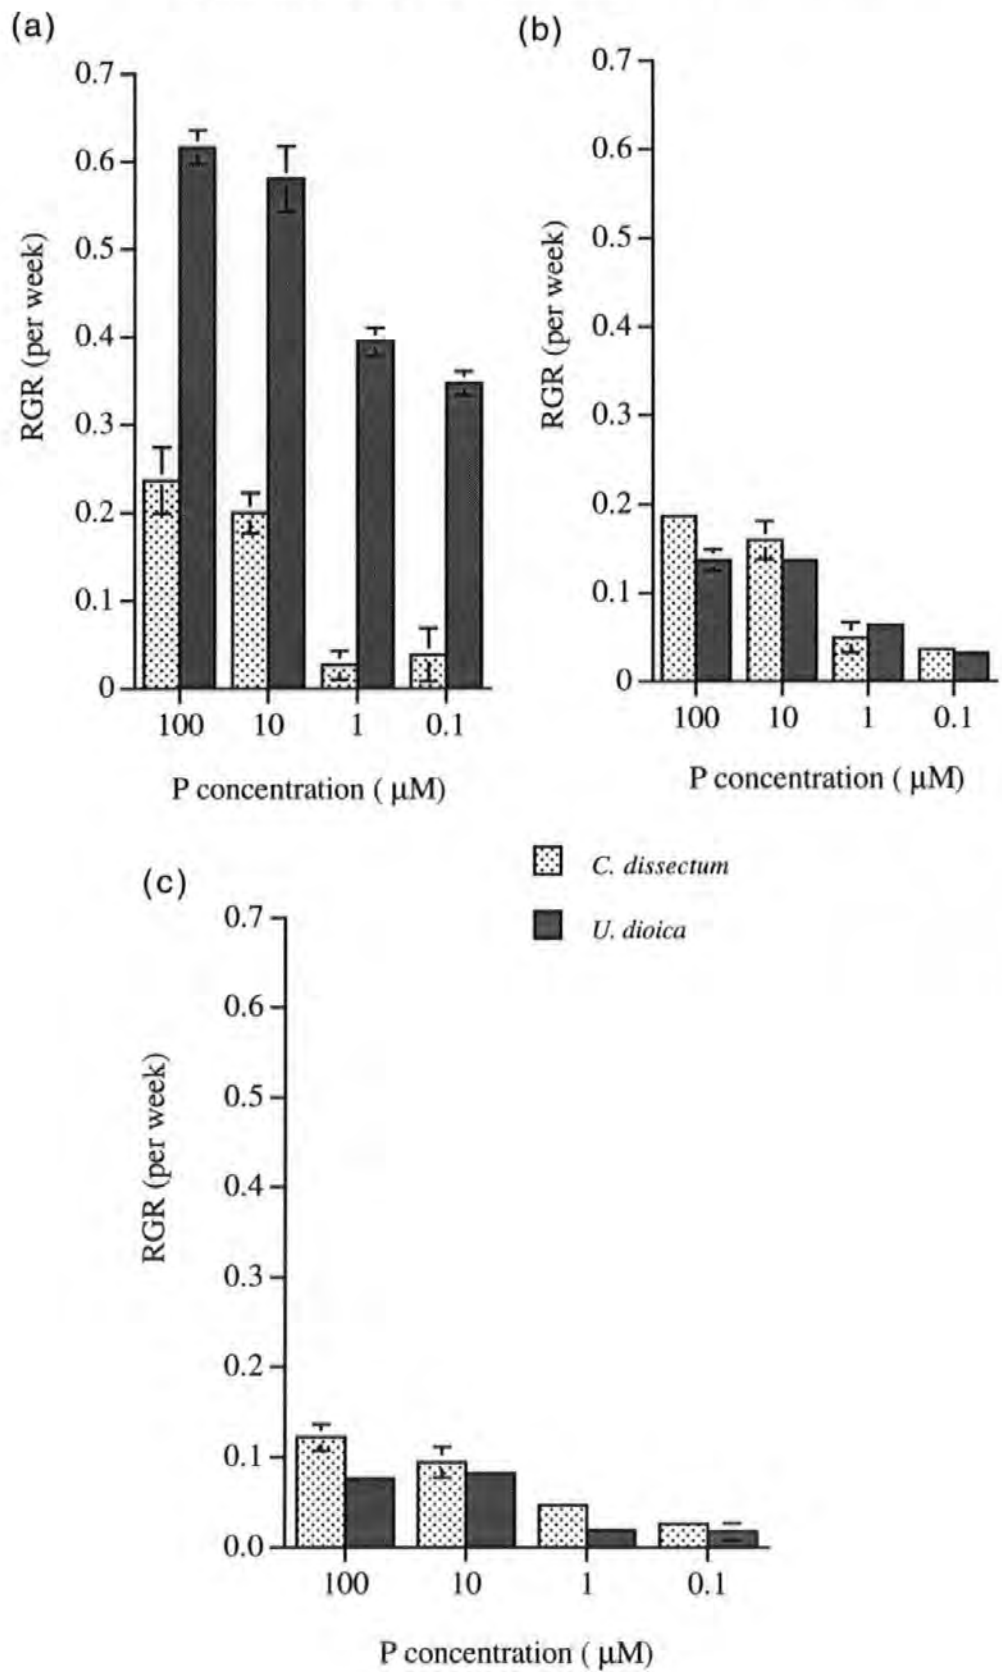 (a)
0.7
0.6
0.5
0.4
0.3
0.2
0.1
0
RGR (per week)
100 10 1 0.1
P concentration ( μM)
(b)
0.7
0.6
0.5
0.4
0.3
0.2
0.1
0
RGR (per week)
100 10 1 0.1
P concentration ( μM)
C. dissectum
U. dioica
(c)
0.7
0.6
0.5
0.4
0.3
0.2
0.1
0.0
RGR (per week)
100 10 1 0.1
P concentration ( μM)